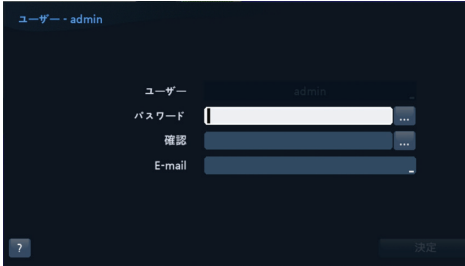 ユーザー - admin
ユーザー admin
パスワード ...
確認 ...
E-mail
? 決定